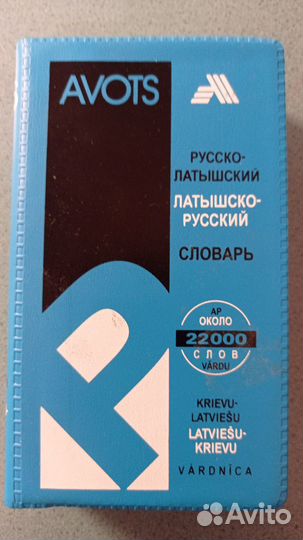 AVOTS
РУССКО-
ЛАТЫШСКИЙ
ЛАТЫШСКО-
РУССКИЙ
СЛОВАРЬ
AP
ОКОЛО
22000
СЛОВ
VĀRDU
KRIEVU-
LATVIEŠU
LATVIEŠU-
KRIEVU
VĀRDNĪCA
Avito